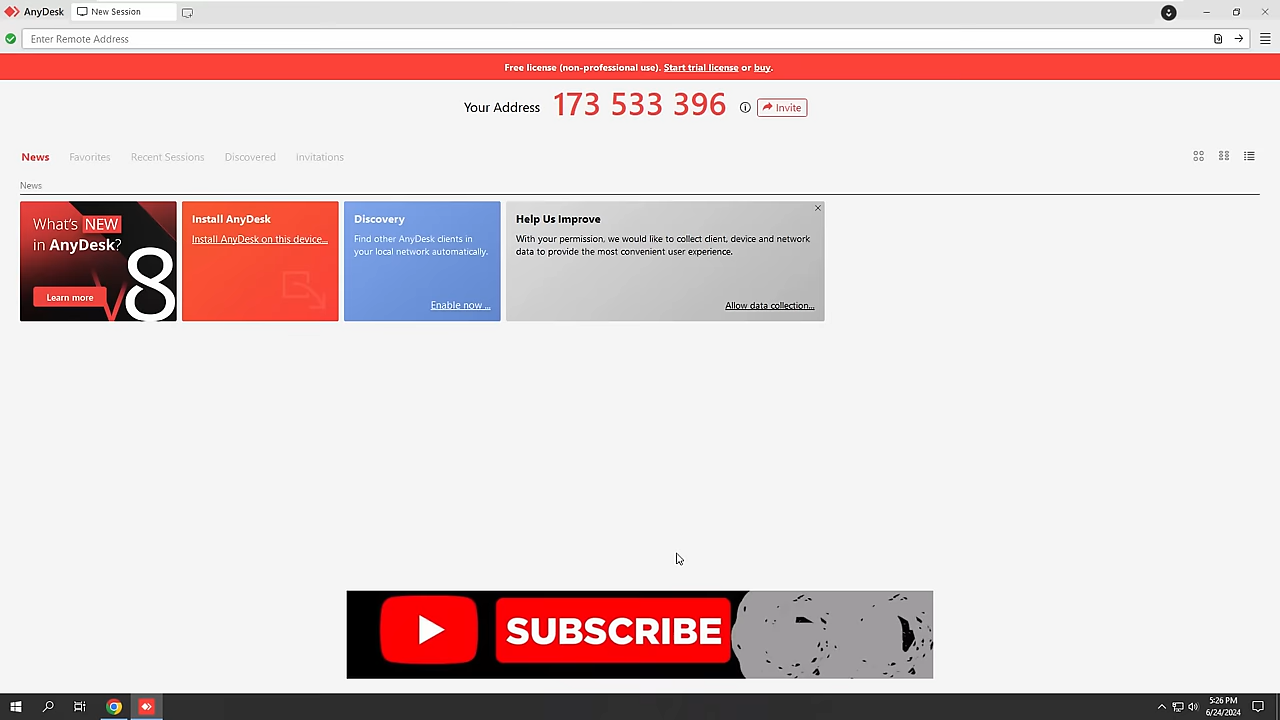 AnyDesk
New Session
Enter Remote Address
Free license (non-professional use). Start trial license or buy.
Your Address 173 533 396 Invite
News Favorites Recent Sessions Discovered Invitations
News
What's NEW
in AnyDesk?
Learn more
V8
Install AnyDesk
Install AnyDesk on this device...
Discovery
Find other AnyDesk clients in
your local network automatically.
Enable now ...
Help Us Improve
With your permission, we would like to collect client, device and network
data to provide the most convenient user experience.
Allow data collection...
SUBSCRIBE
5:26 PM
6/24/2024